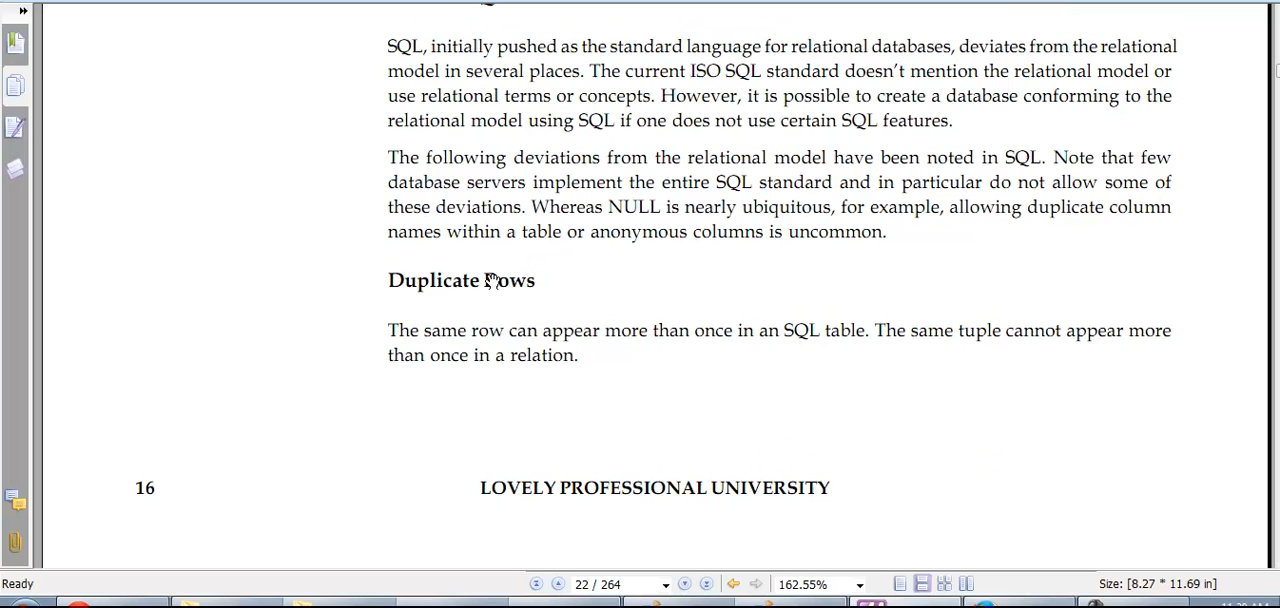 SQL, initially pushed as the standard language for relational databases, deviates from the relational
model in several places. The current ISO SQL standard doesn't mention the relational model or
use relational terms or concepts. However, it is possible to create a database conforming to the
relational model using SQL if one does not use certain SQL features.
The following deviations from the relational model have been noted in SQL. Note that few
database servers implement the entire SQL standard and in particular do not allow some of
these deviations. Whereas NULL is nearly ubiquitous, for example, allowing duplicate column
names within a table or anonymous columns is uncommon.
Duplicate Rows
The same row can appear more than once in an SQL table. The same tuple cannot appear more
than once in a relation.
16 LOVELY PROFESSIONAL UNIVERSITY
Ready 22 / 264 162.55% Size: [8.27 * 11.69 in]